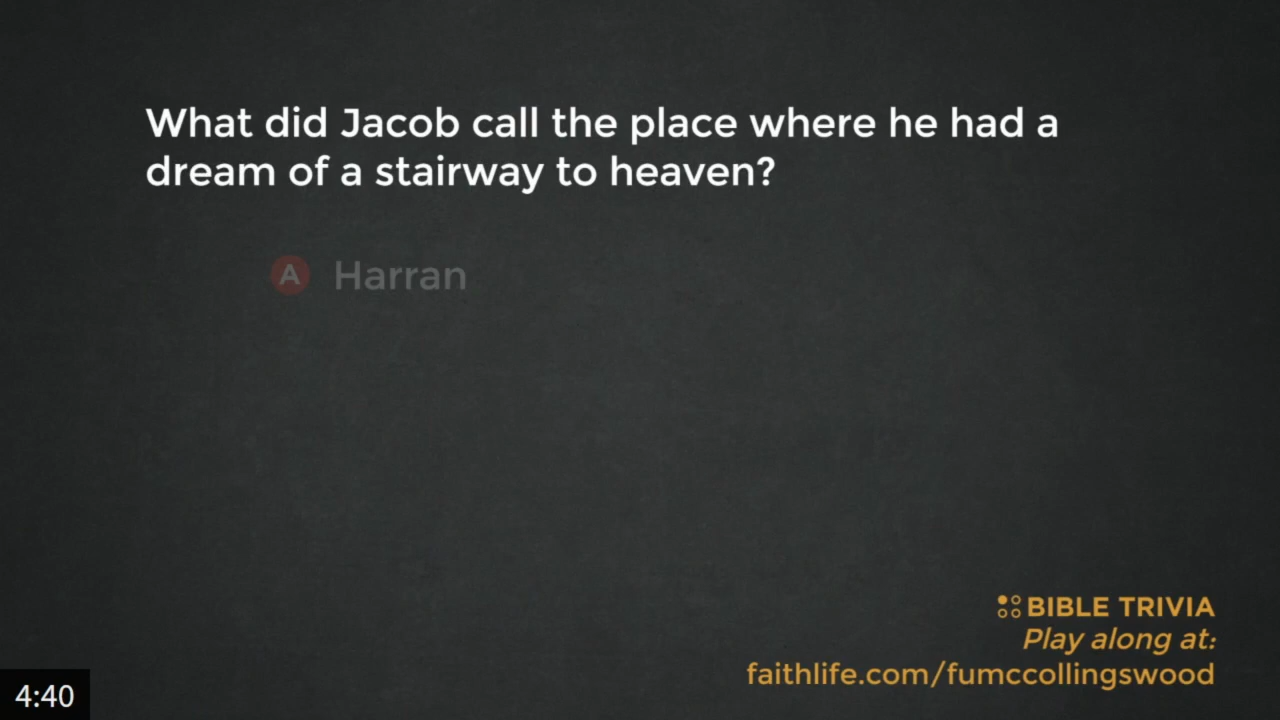 What did Jacob call the place where he had a
dream of a stairway to heaven?
A Harran
BIBLE TRIVIA
Play along at:
faithlife.com/fumccollingswood
4:40